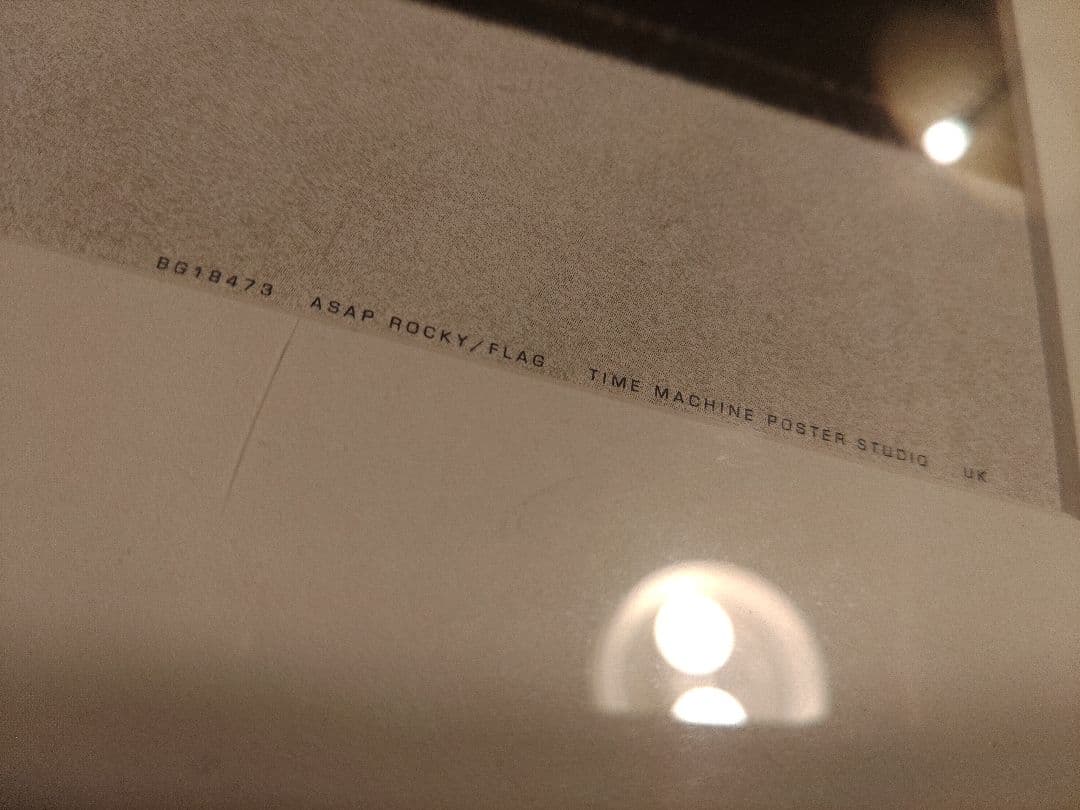 BG18473 ASAP ROCKY/FLAG TIME MACHINE POSTER STUDIO UK